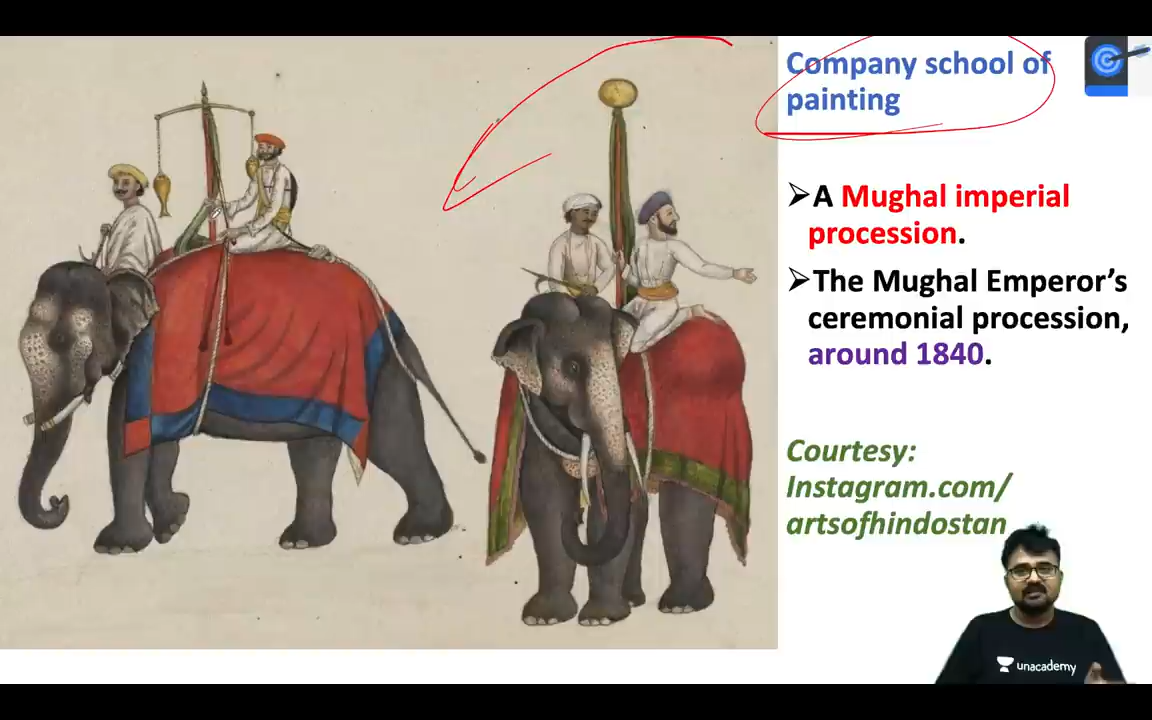 Company school of
painting
➢A Mughal imperial
procession.
➢The Mughal Emperor’s
ceremonial procession,
around 1840.
Courtesy:
Instagram.com/
artsofhindostan
unacademy